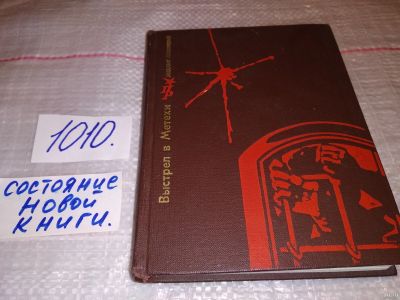 1010.
СОСТОЯНИЕ
НОВОЙ
КНИГИ.
Выстрел в Метехи